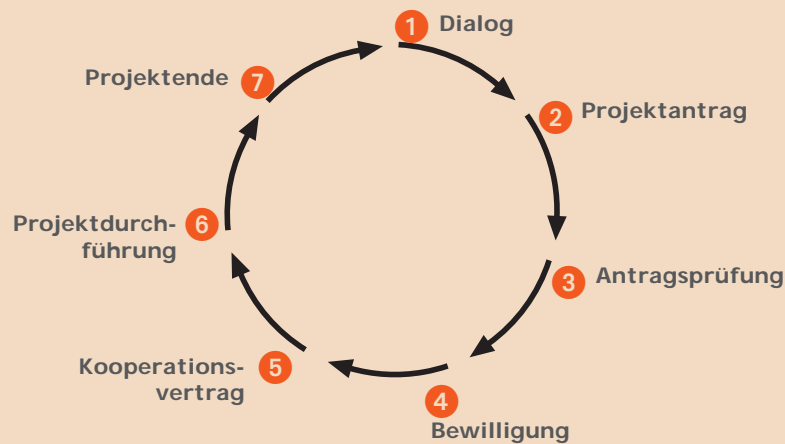 1 Dialog
2 Projektantrag
3 Antragsprüfung
4
Bewilligung
5 Kooperations-
vertrag
6 Projektdurch-
führung
7 Projektende